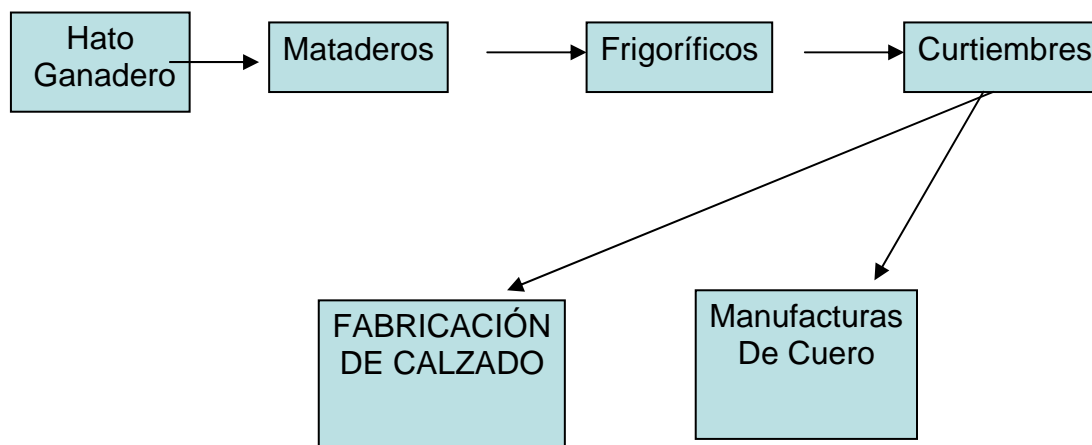 Hato
Ganadero
Mataderos
Frigoríficos
Curtiembres
FABRICACIÓN
DE CALZADO
Manufacturas
De Cuero